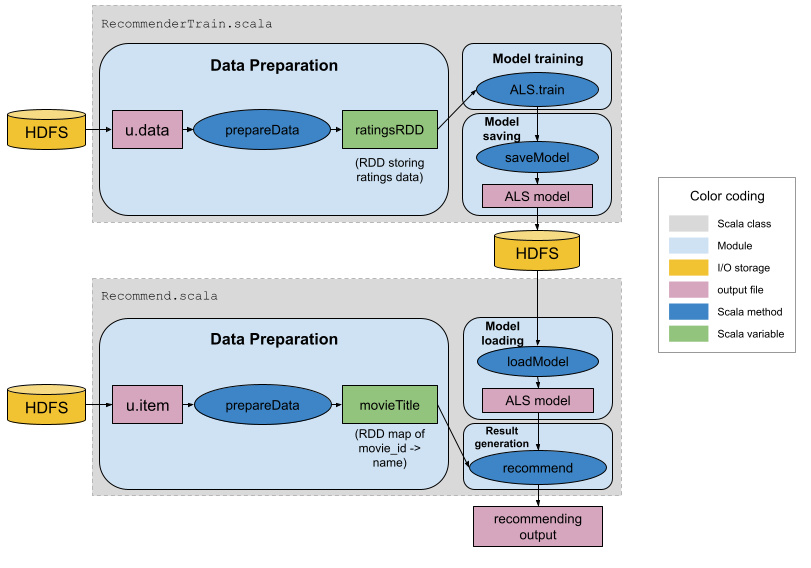 RecommenderTrain.scala
Data Preparation
Model training
ALS.train
HDFS
u.data
prepareData
ratingsRDD
(RDD storing
ratings data)
Model
saving
saveModel
ALS model
HDFS
Color coding
Scala class
Module
I/O storage
output file
Scala method
Scala variable
Recommend.scala
Data Preparation
Model
loading
loadModel
ALS model
HDFS
u.item
prepareData
movieTitle
(RDD map of
movie_id ->
name)
Result
generation
recommend
recommending
output